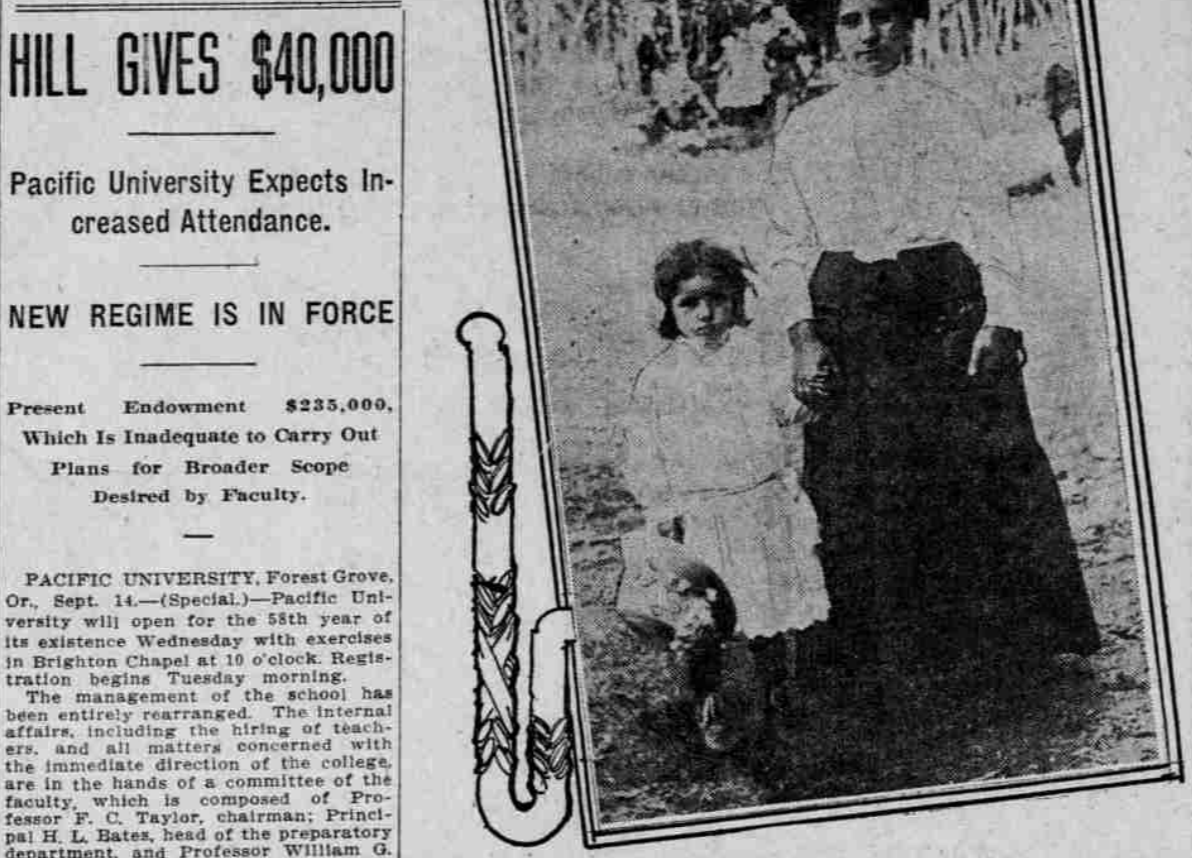 HILL GIVES $40,000
Pacific University Expects In-
creased Attendance.
NEW REGIME IS IN FORCE
Present Endowment $235,000,
Which Is Inadequate to Carry Out
Plans for Broader Scope
Desired by Faculty.
PACIFIC UNIVERSITY, Forest Grove,
Or., Sept. 14.—(Special.)—Pacific Uni-
versity will open for the 58th year of
its existence Wednesday with exercises
in Brighton Chapel at 10 o'clock. Regis-
tration begins Tuesday morning.
The management of the school has
been entirely rearranged. The internal
affairs, including the hiring of teach-
ers, and all matters concerned with
the immediate direction of the college,
are in the hands of a committee of the
faculty, which is composed of Pro-
fessor F. C. Taylor, chairman; Princi-
pal H. L. Bates, head of the preparatory
department, and Professor William G.